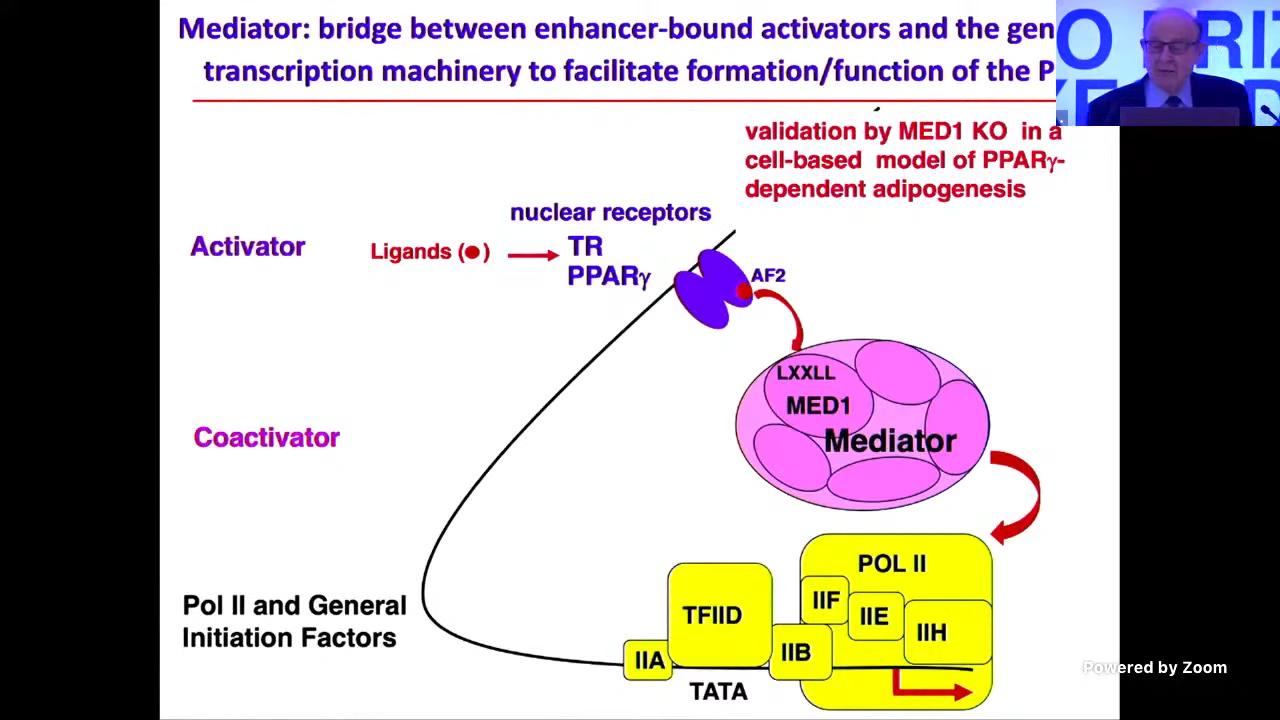 Mediator: bridge between enhancer-bound activators and the gen
transcription machinery to facilitate formation/function of the P
validation by MED1 KO in a
cell-based model of PPARγ-
dependent adipogenesis
nuclear receptors
Activator
Ligands (●)
TR
PPARγ
AF2
LXXLL
MED1
Mediator
Coactivator
POL II
Pol II and General
Initiation Factors
TFIID
IIF
IIE
IIH
IIA
IIB
TATA
O PRIZ
Powered by Zoom